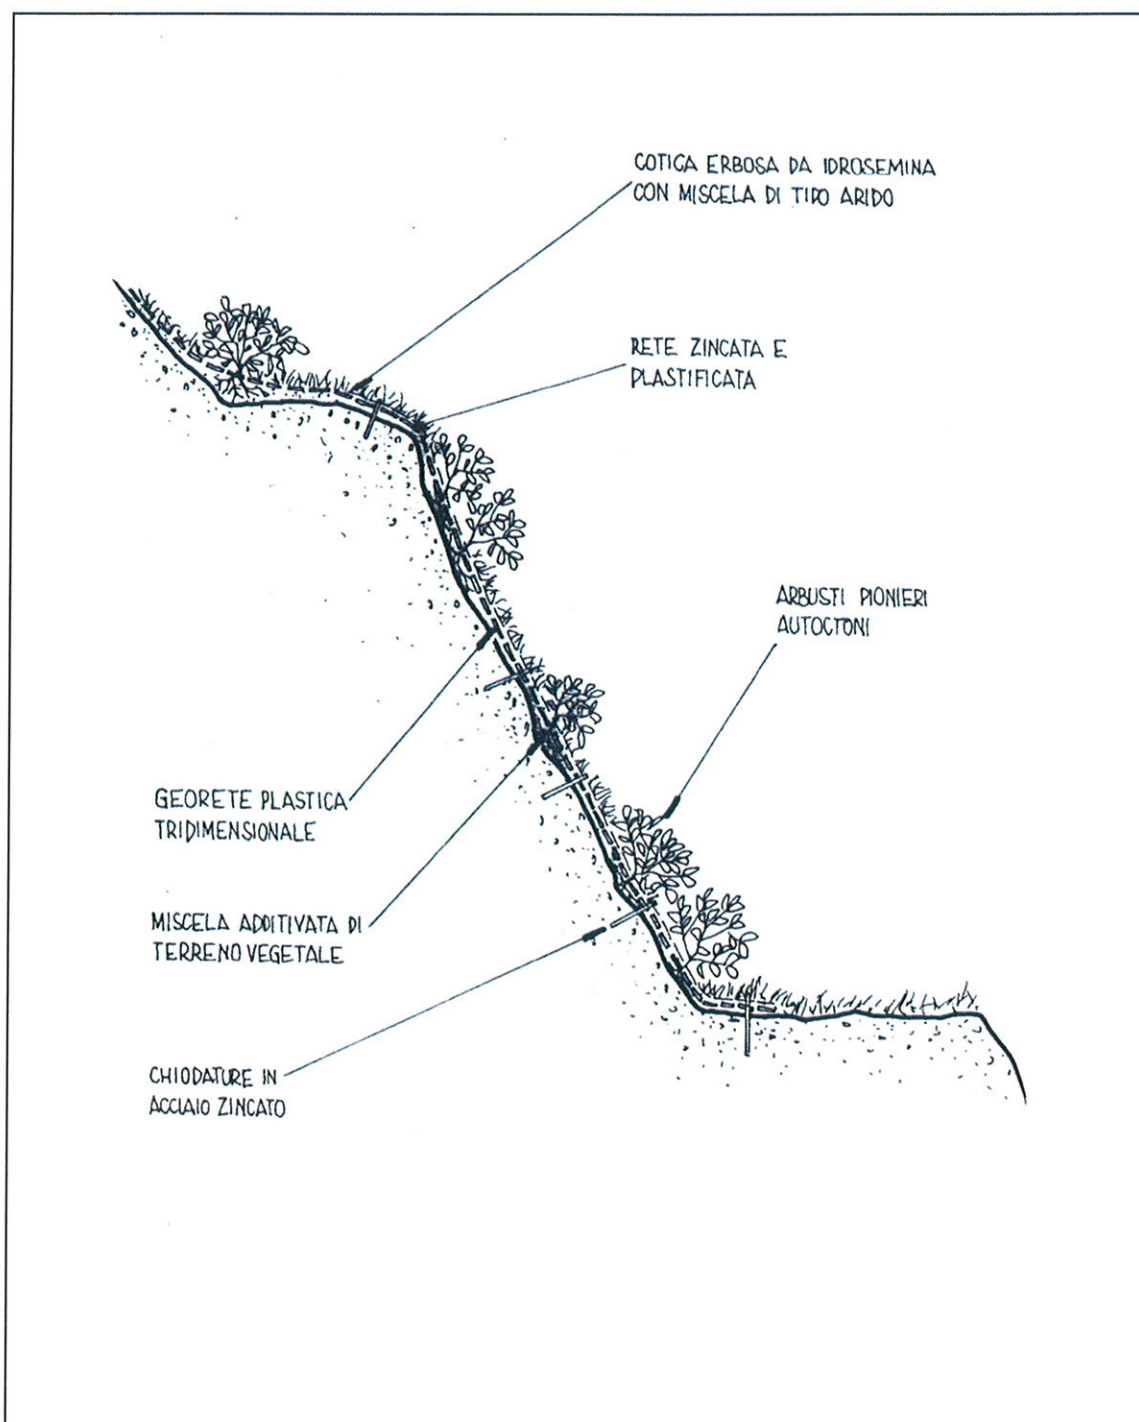 COTICA ERBOSA DA IDROSEMINA
CON MISCELA DI TIPO ARIDO
RETE ZINCATA E
PLASTIFICATA
ARBUSTI PIONIERI
AUTOCTONI
GEORETE PLASTICA
TRIDIMENSIONALE
MISCELA ADDITIVATA DI
TERRENO VEGETALE
CHIODATURE IN
ACCIAIO ZINCATO